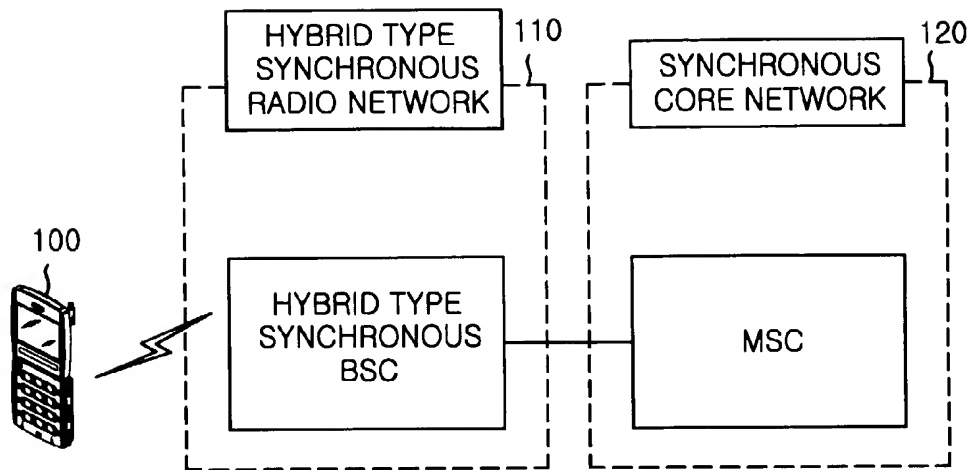 HYBRID TYPE
SYNCHRONOUS
RADIO NETWORK
110
SYNCHRONOUS
CORE NETWORK
120
100
HYBRID TYPE
SYNCHRONOUS
BSC
MSC